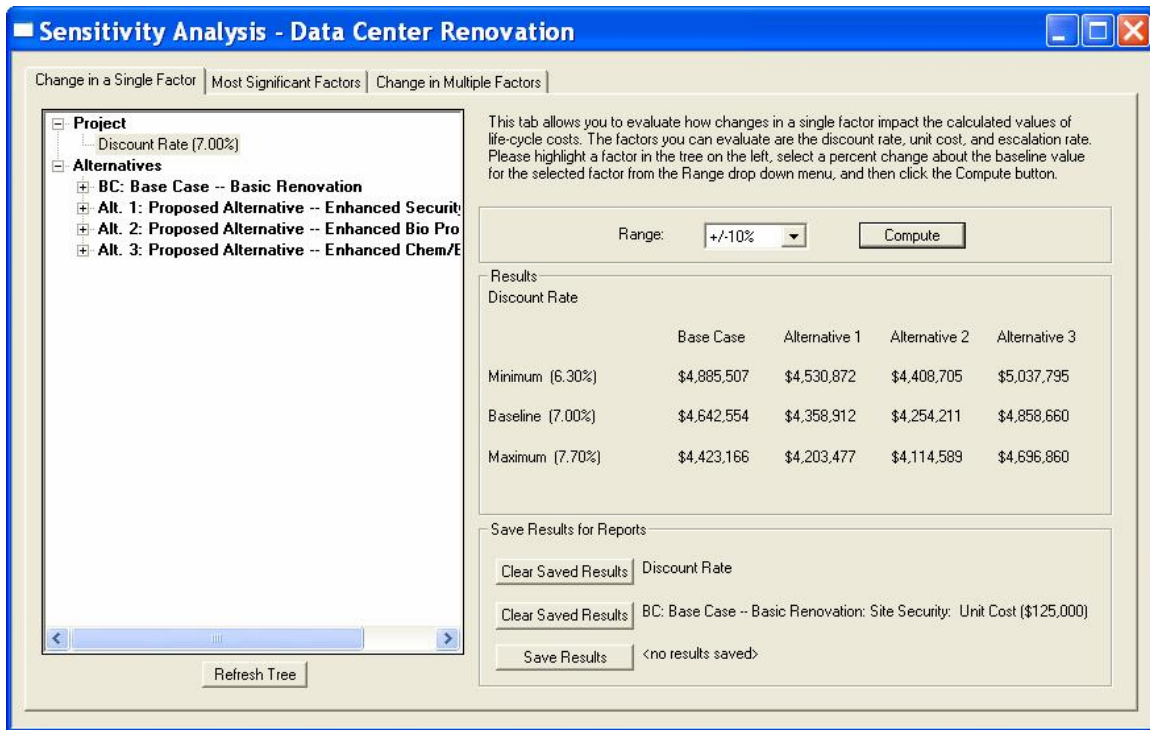 Sensitivity Analysis - Data Center Renovation
Change in a Single Factor Most Significant Factors Change in Multiple Factors
Project
Discount Rate (7.00%)
Alternatives
BC: Base Case -- Basic Renovation
Alt. 1: Proposed Alternative -- Enhanced Security
Alt. 2: Proposed Alternative -- Enhanced Bio Pro
Alt. 3: Proposed Alternative -- Enhanced Chem/E
Refresh Tree
This tab allows you to evaluate how changes in a single factor impact the calculated values of
life-cycle costs. The factors you can evaluate are the discount rate, unit cost, and escalation rate.
Please highlight a factor in the tree on the left, select a percent change about the baseline value
for the selected factor from the Range drop down menu, and then click the Compute button.
Range: +/-10% Compute
Results
Discount Rate
Base Case Alternative 1 Alternative 2 Alternative 3
Minimum (6.30%) $4,885,507 $4,530,872 $4,408,705 $5,037,795
Baseline (7.00%) $4,642,554 $4,358,912 $4,254,211 $4,858,660
Maximum (7.70%) $4,423,166 $4,203,477 $4,114,589 $4,696,860
Save Results for Reports
Clear Saved Results Discount Rate
Clear Saved Results BC: Base Case -- Basic Renovation: Site Security: Unit Cost ($125,000)
Save Results <no results saved>